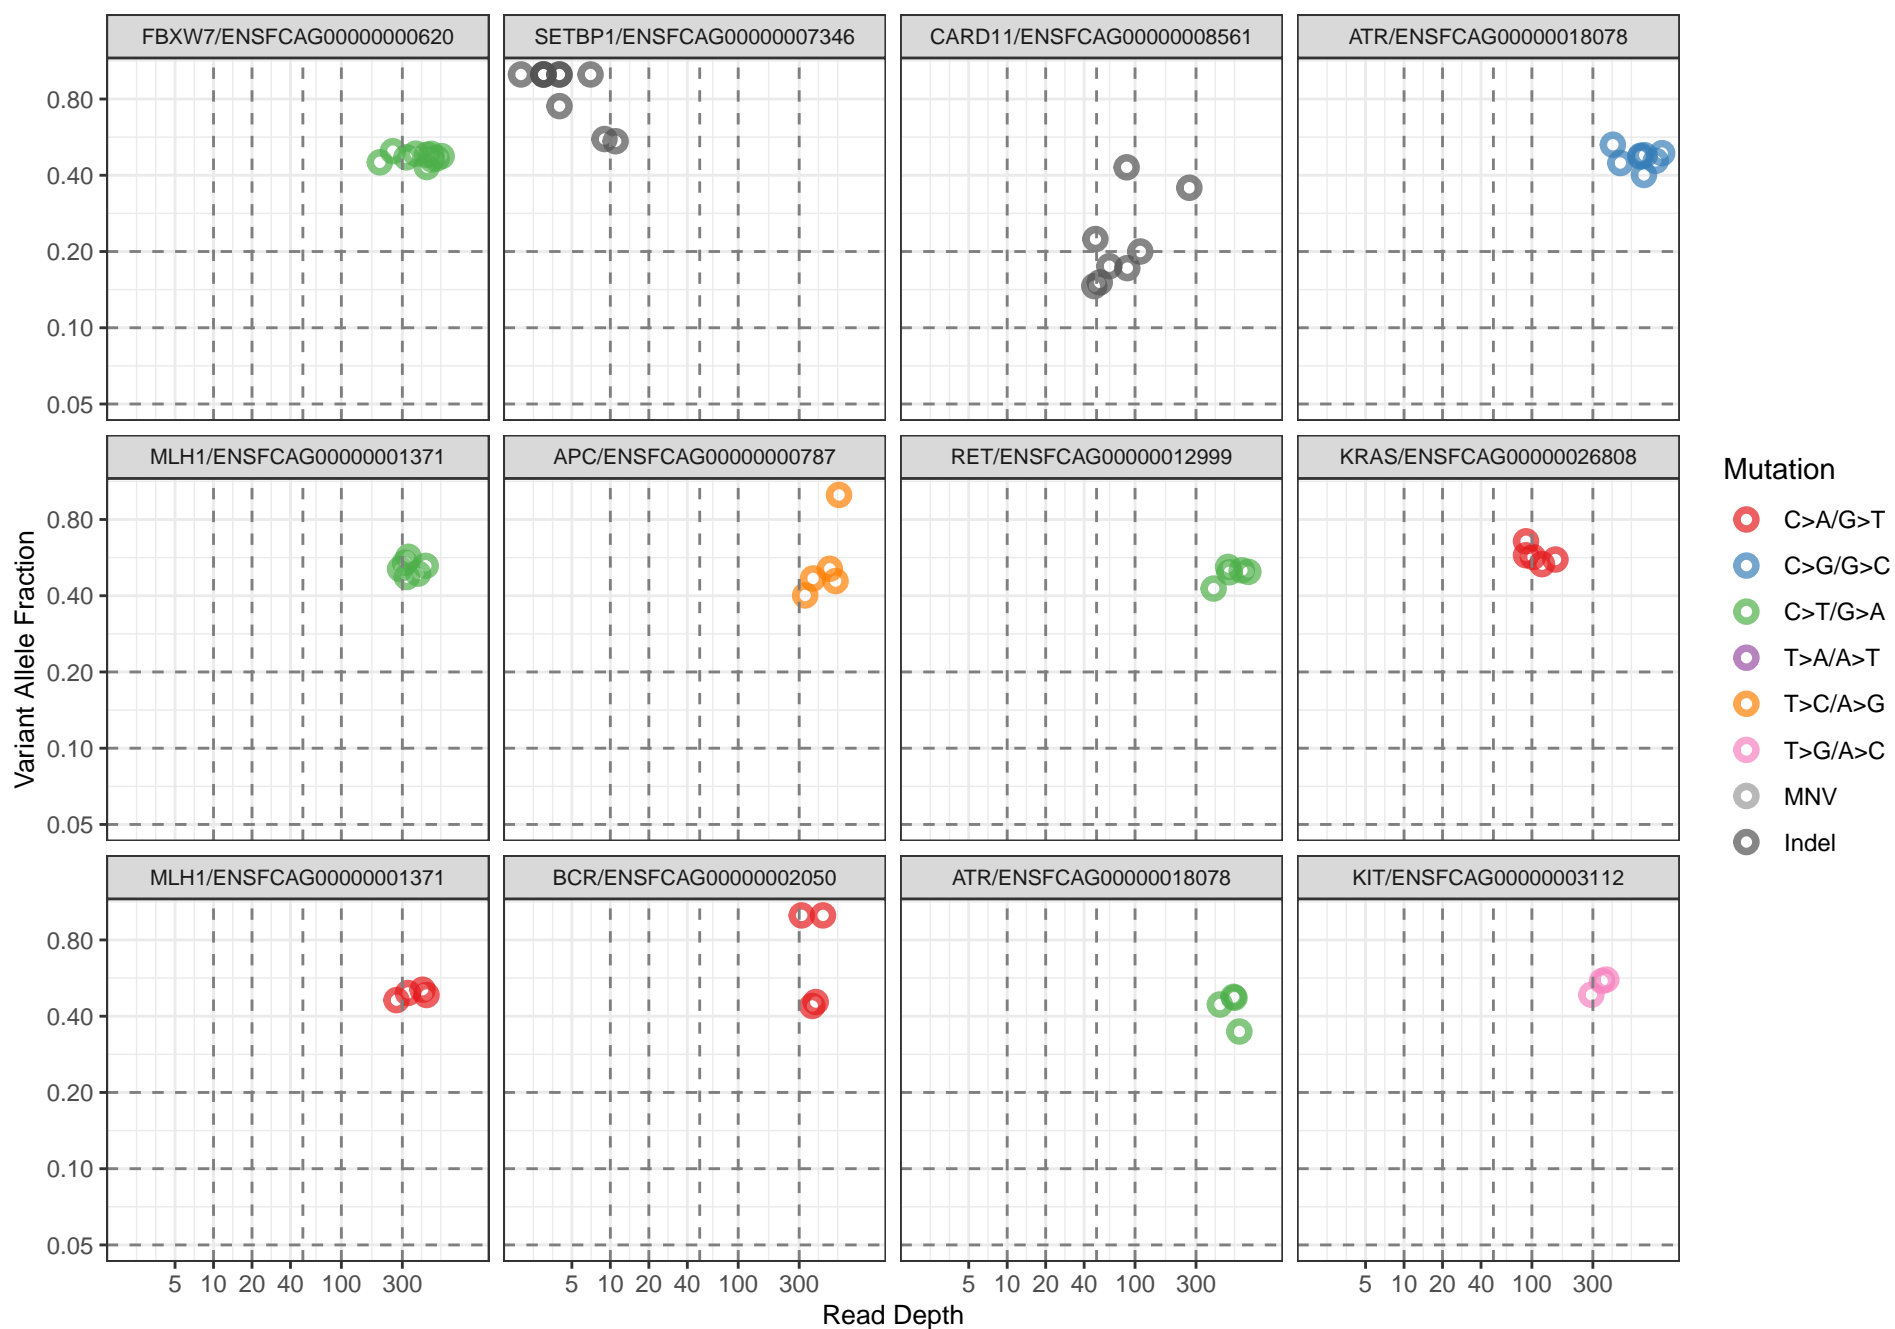 FBXW7/ENSFCAG00000000620
SETBP1/ENSFCAG00000007346
CARD11/ENSFCAG00000008561
ATR/ENSFCAG00000018078
0.80
0.40
0.20
0.10
0.05
MLH1/ENSFCAG00000001371
APC/ENSFCAG00000000787
RET/ENSFCAG00000012999
KRAS/ENSFCAG00000026808
0.80
0.40
0.20
0.10
0.05
MLH1/ENSFCAG00000001371
BCR/ENSFCAG00000002050
ATR/ENSFCAG00000018078
KIT/ENSFCAG00000003112
0.80
0.40
0.20
0.10
0.05
5 10 20 40 100 300
5 10 20 40 100 300
5 10 20 40 100 300
5 10 20 40 100 300
Read Depth
Variant Allele Fraction
Mutation
C>A/G>T
C>G/G>C
C>T/G>A
T>A/A>T
T>C/A>G
T>G/A>C
MNV
Indel